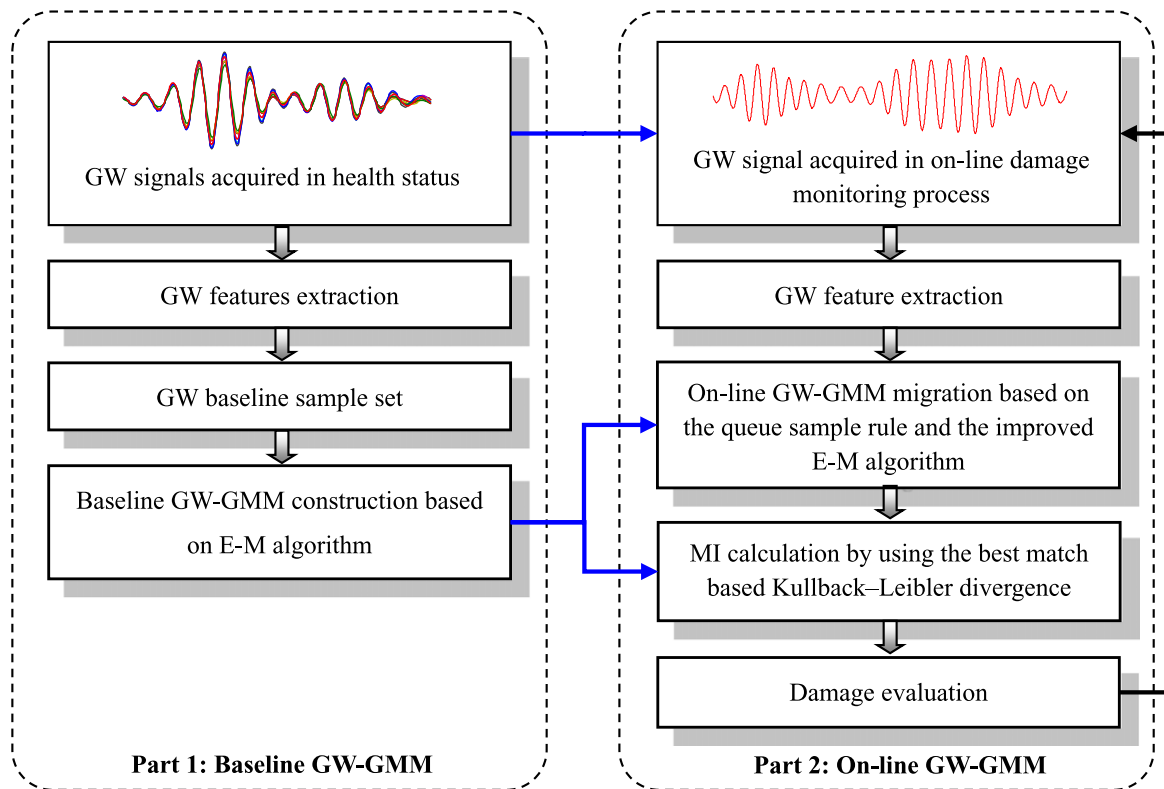 GW signals acquired in health status
GW features extraction
GW baseline sample set
Baseline GW-GMM construction based
on E-M algorithm
Part 1: Baseline GW-GMM
GW signal acquired in on-line damage
monitoring process
GW feature extraction
On-line GW-GMM migration based on
the queue sample rule and the improved
E-M algorithm
MI calculation by using the best match
based Kullback–Leibler divergence
Damage evaluation
Part 2: On-line GW-GMM